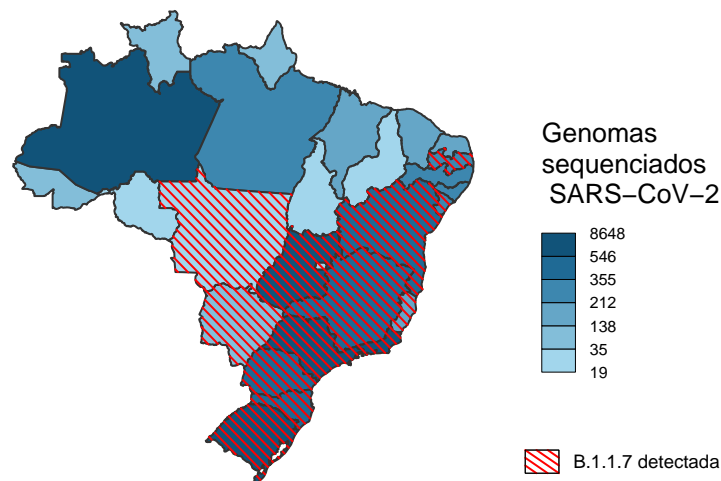 Genomas
sequenciados
SARS−CoV−2
8648
546
355
212
138
35
19
B.1.1.7 detectada